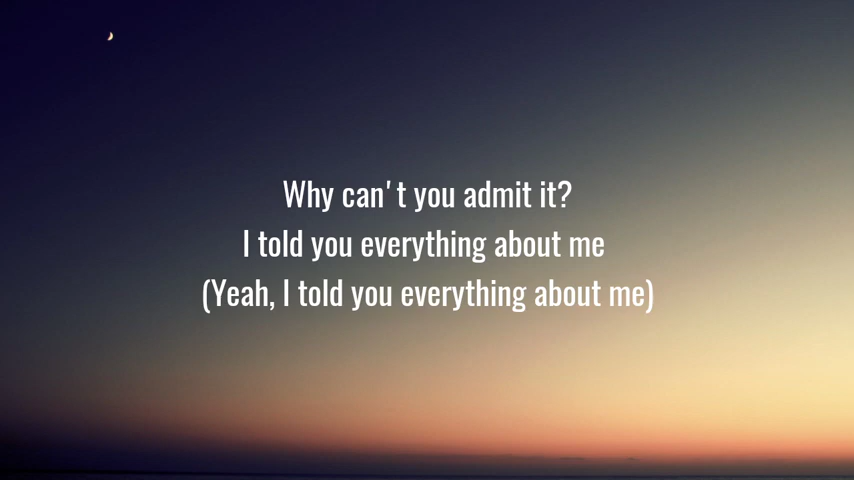 Why can't you admit it?
I told you everything about me
(Yeah, I told you everything about me)